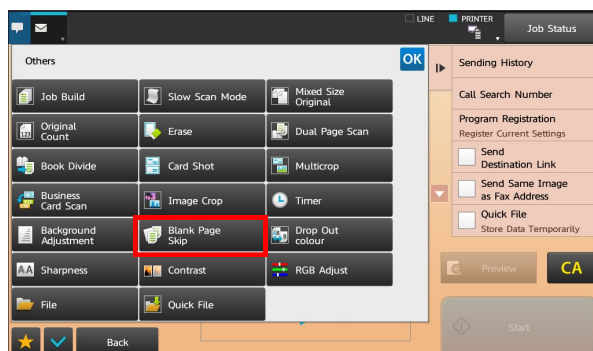 LINE
PRINTER
Job Status
Others
OK
Job Build
Slow Scan Mode
Mixed Size
Original
Original
Count
Erase
Dual Page Scan
Book Divide
Card Shot
Multicrop
Business
Card Scan
Image Crop
Timer
Background
Adjustment
Blank Page
Skip
Drop Out
colour
AA
Sharpness
Contrast
RGB Adjust
File
Quick File
Back
Sending History
Call Search Number
Program Registration
Register Current Settings
Send
Destination Link
Send Same Image
as Fax Address
Quick File
Store Data Temporarily
Preview
CA
Start